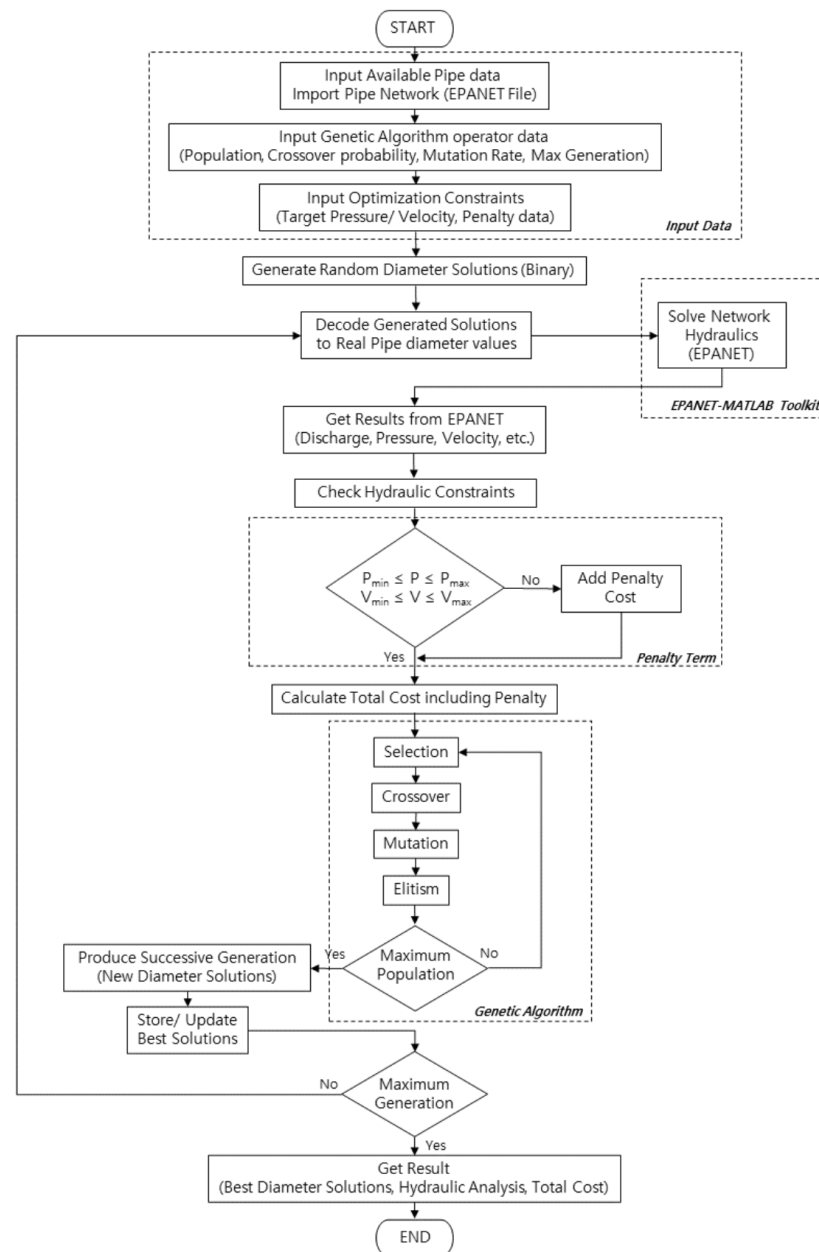 START
Input Available Pipe data
Import Pipe Network (EPANET File)
Input Genetic Algorithm operator data
(Population, Crossover probability, Mutation Rate, Max Generation)
Input Optimization Constraints
(Target Pressure/ Velocity, Penalty data)
Input Data
Generate Random Diameter Solutions (Binary)
Decode Generated Solutions
to Real Pipe diameter values
Solve Network
Hydraulics
(EPANET)
EPANET-MATLAB Toolkit
Get Results from EPANET
(Discharge, Pressure, Velocity, etc.)
Check Hydraulic Constraints
Pmin ≤ P ≤ Pmax
Vmin ≤ V ≤ Vmax
No
Add Penalty
Cost
Yes
Penalty Term
Calculate Total Cost including Penalty
Selection
Crossover
Mutation
Elitism
Maximum
Population
No
Yes
Genetic Algorithm
Produce Successive Generation
(New Diameter Solutions)
Store/ Update
Best Solutions
Maximum
Generation
No
Yes
Get Result
(Best Diameter Solutions, Hydraulic Analysis, Total Cost)
END